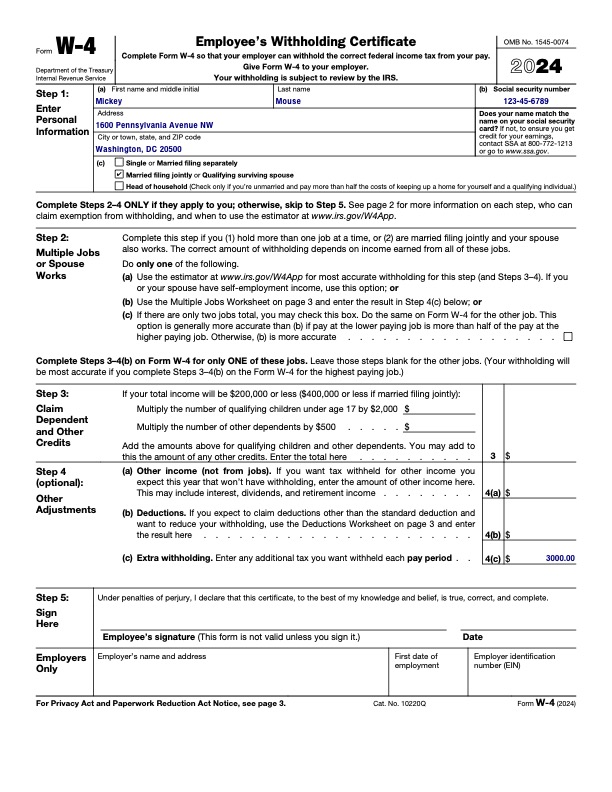 Form W-4
Department of the Treasury
Internal Revenue Service
Employee's Withholding Certificate
Complete Form W-4 so that your employer can withhold the correct federal income tax from your pay.
Give Form W-4 to your employer.
Your withholding is subject to review by the IRS.
OMB No. 1545-0074
2024
Step 1:
Enter
Personal
Information
(a) First name and middle initial
Mickey
Last name
Mouse
(b) Social security number
123-45-6789
Address
1600 Pennsylvania Avenue NW
City or town, state, and ZIP code
Washington, DC 20500
Does your name match the
name on your social security
card? If not, to ensure you get
credit for your earnings,
contact SSA at 800-772-1213
or go to www.ssa.gov.
(c) Single or Married filing separately
✔ Married filing jointly or Qualifying surviving spouse
Head of household (Check only if you're unmarried and pay more than half the costs of keeping up a home for yourself and a qualifying individual.)
Complete Steps 2–4 ONLY if they apply to you; otherwise, skip to Step 5. See page 2 for more information on each step, who can
claim exemption from withholding, and when to use the estimator at www.irs.gov/W4App.
Step 2:
Multiple Jobs
or Spouse
Works
Complete this step if you (1) hold more than one job at a time, or (2) are married filing jointly and your spouse
also works. The correct amount of withholding depends on income earned from all of these jobs.
Do only one of the following.
(a) Use the estimator at www.irs.gov/W4App for most accurate withholding for this step (and Steps 3–4). If you
or your spouse have self-employment income, use this option; or
(b) Use the Multiple Jobs Worksheet on page 3 and enter the result in Step 4(c) below; or
(c) If there are only two jobs total, you may check this box. Do the same on Form W-4 for the other job. This
option is generally more accurate than (b) if pay at the lower paying job is more than half of the pay at the
higher paying job. Otherwise, (b) is more accurate . . . . . . . . . . . . . . . . . .
Complete Steps 3–4(b) on Form W-4 for only ONE of these jobs. Leave those steps blank for the other jobs. (Your withholding will
be most accurate if you complete Steps 3–4(b) on the Form W-4 for the highest paying job.)
Step 3:
Claim
Dependent
and Other
Credits
If your total income will be $200,000 or less ($400,000 or less if married filing jointly):
Multiply the number of qualifying children under age 17 by $2,000 $
Multiply the number of other dependents by $500 . . . . . $
Add the amounts above for qualifying children and other dependents. You may add to
this the amount of any other credits. Enter the total here . . . . . . . . . . 3 $
Step 4
(optional):
Other
Adjustments
(a) Other income (not from jobs). If you want tax withheld for other income you
expect this year that won't have withholding, enter the amount of other income here.
This may include interest, dividends, and retirement income . . . . . . . . 4(a) $
(b) Deductions. If you expect to claim deductions other than the standard deduction and
want to reduce your withholding, use the Deductions Worksheet on page 3 and enter
the result here . . . . . . . . . . . . . . . . . . . . . 4(b) $
(c) Extra withholding. Enter any additional tax you want withheld each pay period . . 4(c) $ 3000.00
Step 5:
Sign
Here
Under penalties of perjury, I declare that this certificate, to the best of my knowledge and belief, is true, correct, and complete.
Employee's signature (This form is not valid unless you sign it.)
Date
Employers
Only
Employer's name and address
First date of
employment
Employer identification
number (EIN)
For Privacy Act and Paperwork Reduction Act Notice, see page 3. Cat. No. 10220Q Form W-4 (2024)